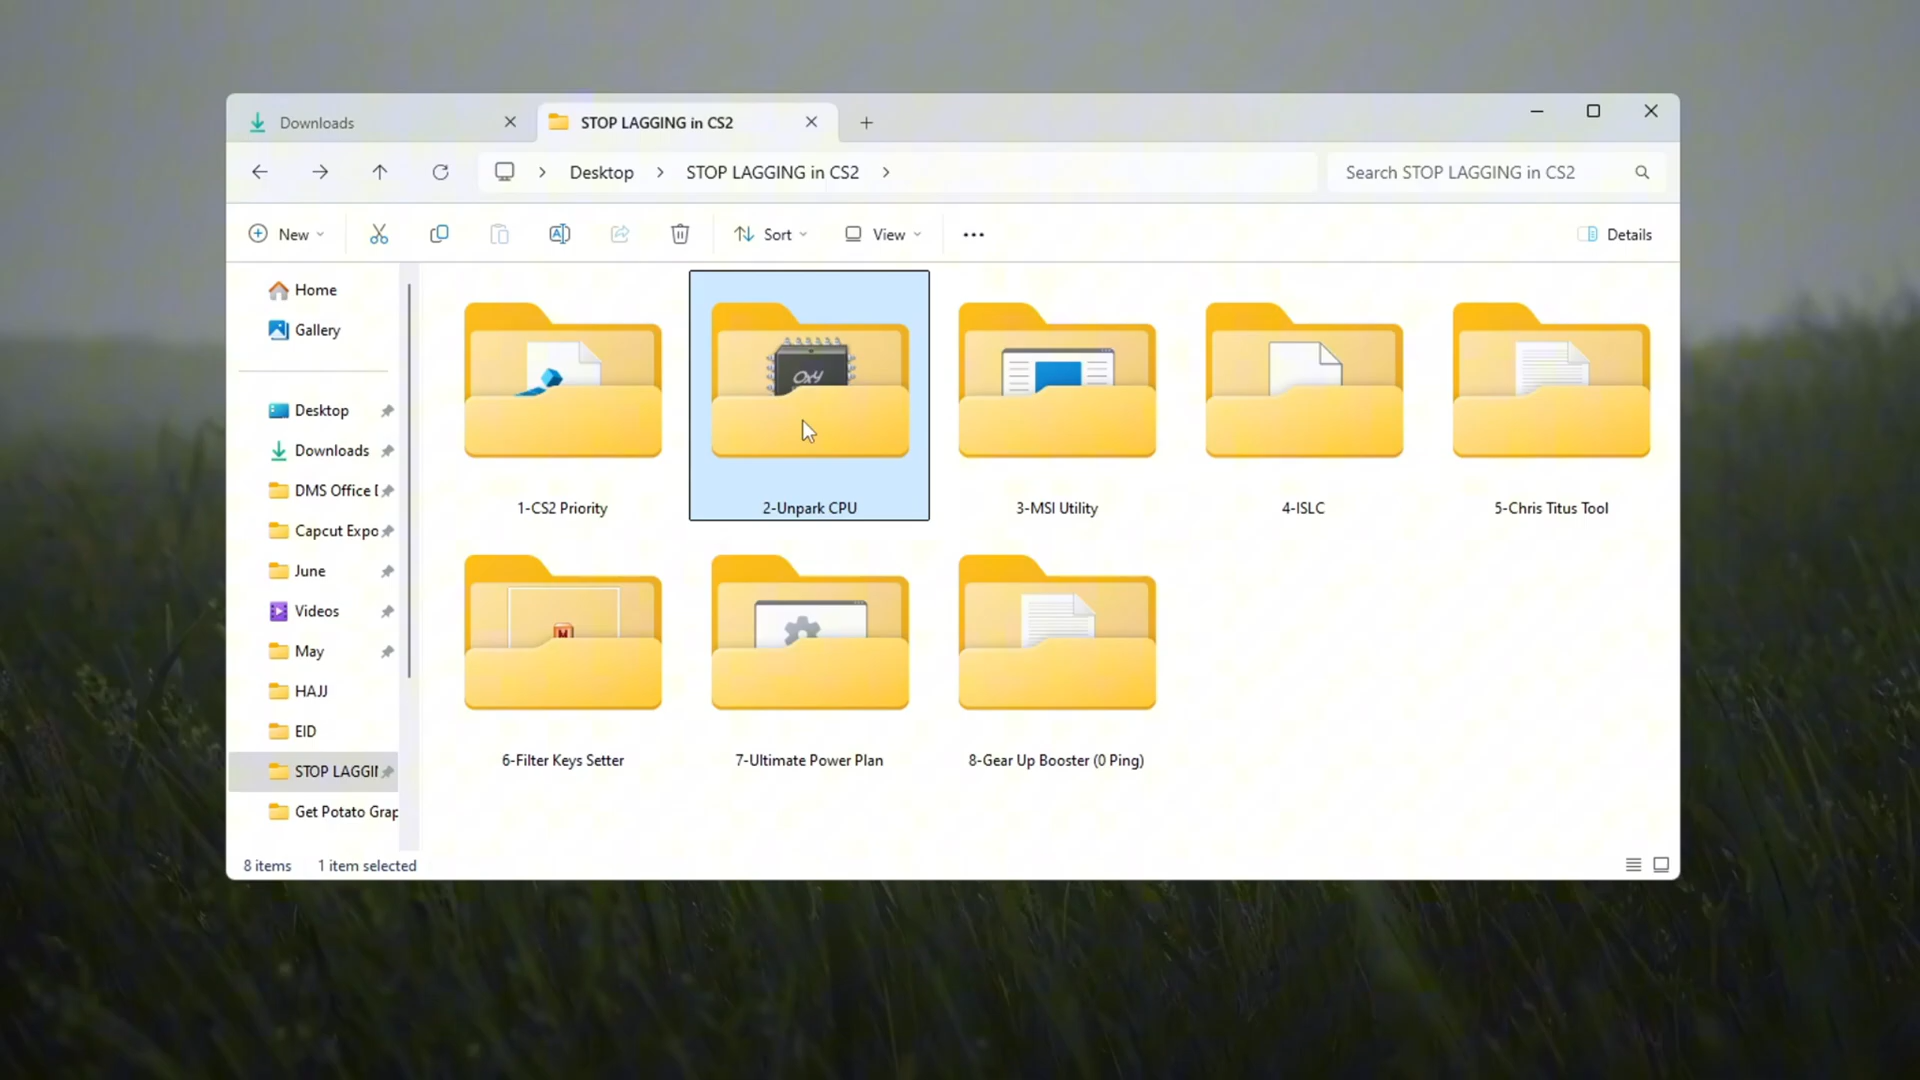 Downloads
STOP LAGGING in CS2
Desktop
STOP LAGGING in CS2
Search STOP LAGGING in CS2
New
Sort
View
Details
Home
Gallery
Desktop
Downloads
DMS Office
Capcut Expo
June
Videos
May
HAJJ
EID
STOP LAGGIN
Get Potato Grap
OXY
1-CS2 Priority
2-Unpark CPU
3-MSI Utility
4-ISLC
5-Chris Titus Tool
M
6-Filter Keys Setter
7-Ultimate Power Plan
8-Gear Up Booster (0 Ping)
8 items
1 item selected